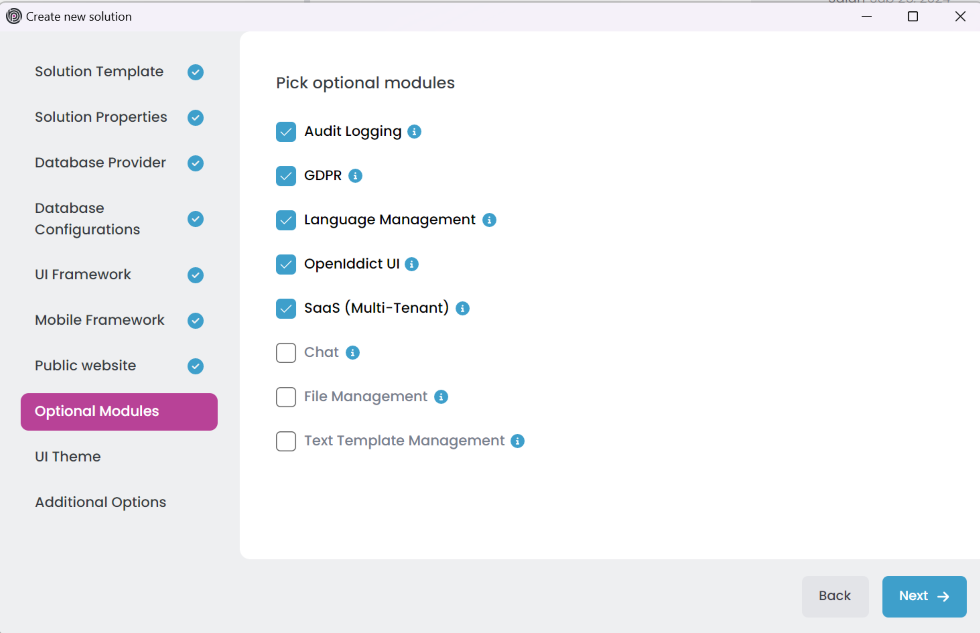 Create new solution
Solution Template
Solution Properties
Database Provider
Database
Configurations
UI Framework
Mobile Framework
Public website
Optional Modules
UI Theme
Additional Options
Pick optional modules
Audit Logging
GDPR
Language Management
OpenIddict UI
SaaS (Multi-Tenant)
Chat
File Management
Text Template Management
Back
Next